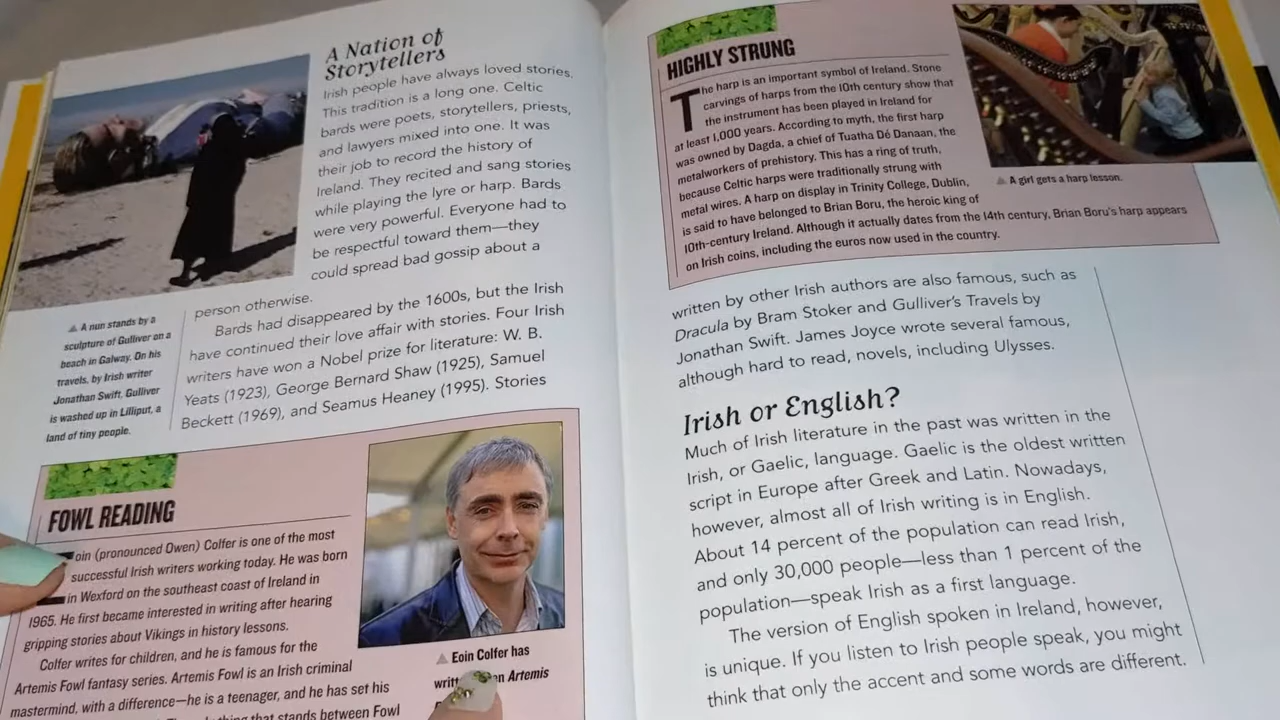 A Nation of
Storytellers
Irish people have always loved stories.
This tradition is a long one. Celtic
bards were poets, storytellers, priests,
and lawyers mixed into one. It was
their job to record the history of
Ireland. They recited and sang stories
while playing the lyre or harp. Bards
were very powerful. Everyone had to
be respectful toward them—they
could spread bad gossip about a
person otherwise.
Bards had disappeared by the 1600s, but the Irish
have continued their love affair with stories. Four Irish
writers have won a Nobel prize for literature: W. B.
Yeats (1923), George Bernard Shaw (1925), Samuel
Beckett (1969), and Seamus Heaney (1995). Stories
A nun stands by a
sculpture of Gulliver on a
beach in Galway. On his
travels, by Irish writer
Jonathan Swift, Gulliver
is washed up in Lilliput, a
land of tiny people.
FOWL READING
Eoin (pronounced Owen) Colfer is one of the most
successful Irish writers working today. He was born
in Wexford on the southeast coast of Ireland in
1965. He first became interested in writing after hearing
gripping stories about Vikings in history lessons.
Colfer writes for children, and he is famous for the
Artemis Fowl fantasy series. Artemis Fowl is an Irish criminal
mastermind, with a difference—he is a teenager, and he has set his
that stands between Fowl
Eoin Colfer has
Artemis
HIGHLY STRUNG
The harp is an important symbol of Ireland. Stone
carvings of harps from the 10th century show that
the instrument has been played in Ireland for
at least 1,000 years. According to myth, the first harp
was owned by Dagda, a chief of Tuatha Dé Danaan, the
metalworkers of prehistory. This has a ring of truth,
because Celtic harps were traditionally strung with
metal wires. A harp on display in Trinity College, Dublin,
is said to have belonged to Brian Boru, the heroic king of
10th-century Ireland. Although it actually dates from the 14th century, Brian Boru's harp appears
on Irish coins, including the euros now used in the country.
A girl gets a harp lesson.
written by other Irish authors are also famous, such as
Dracula by Bram Stoker and Gulliver's Travels by
Jonathan Swift. James Joyce wrote several famous,
although hard to read, novels, including Ulysses.
Irish or English?
Much of Irish literature in the past was written in the
Irish, or Gaelic, language. Gaelic is the oldest written
script in Europe after Greek and Latin. Nowadays,
however, almost all of Irish writing is in English.
About 14 percent of the population can read Irish,
and only 30,000 people—less than 1 percent of the
population—speak Irish as a first language.
The version of English spoken in Ireland, however,
is unique. If you listen to Irish people speak, you might
think that only the accent and some words are different.